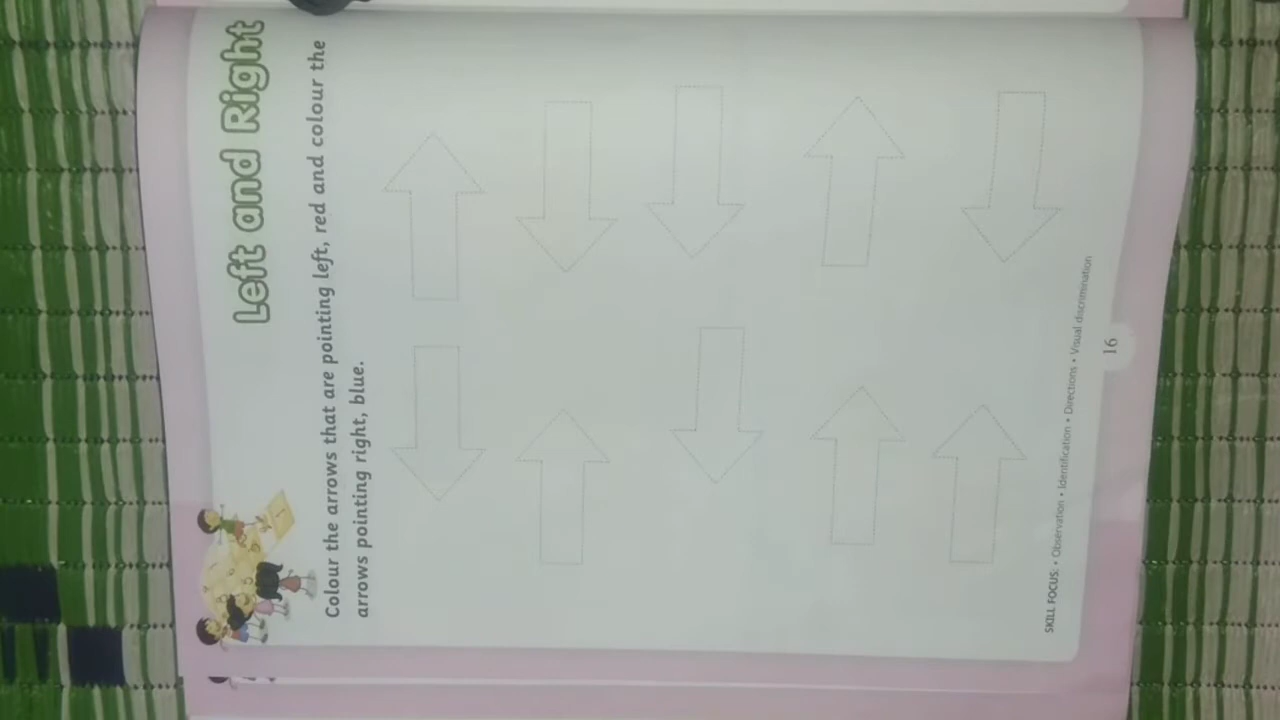 Left and Right
Colour the arrows that are pointing left, red and colour the
arrows pointing right, blue.
SKILL FOCUS: • Observation • Identification • Directions • Visual discrimination
16